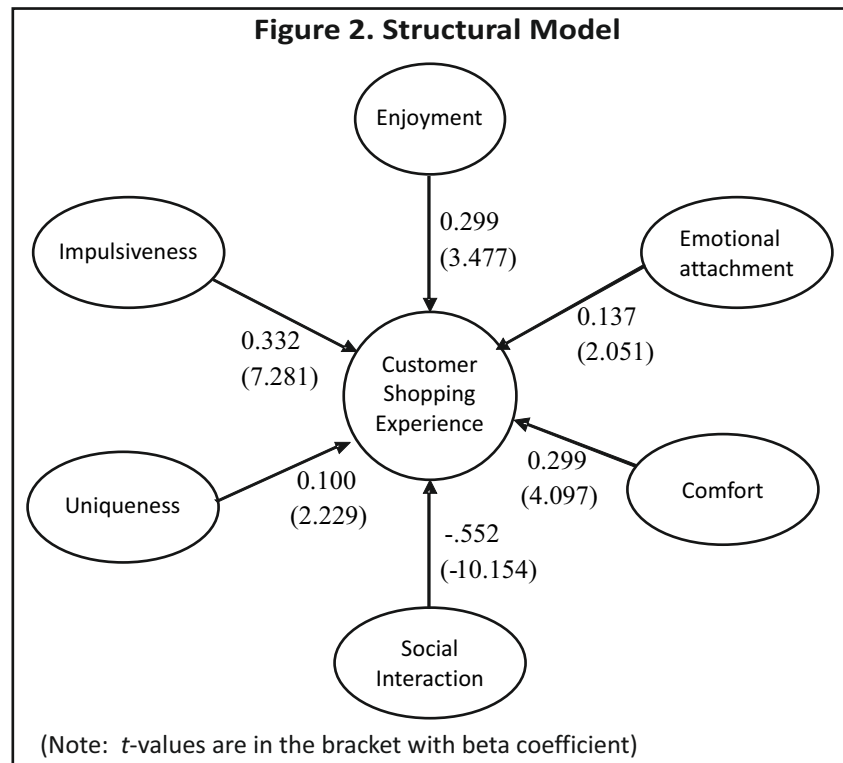 Figure 2. Structural Model
Enjoyment
0.299
(3.477)
Impulsiveness
0.332
(7.281)
Emotional
attachment
0.137
(2.051)
Customer
Shopping
Experience
Uniqueness
0.100
(2.229)
0.299
(4.097)
Comfort
-.552
(-10.154)
Social
Interaction
(Note: t-values are in the bracket with beta coefficient)